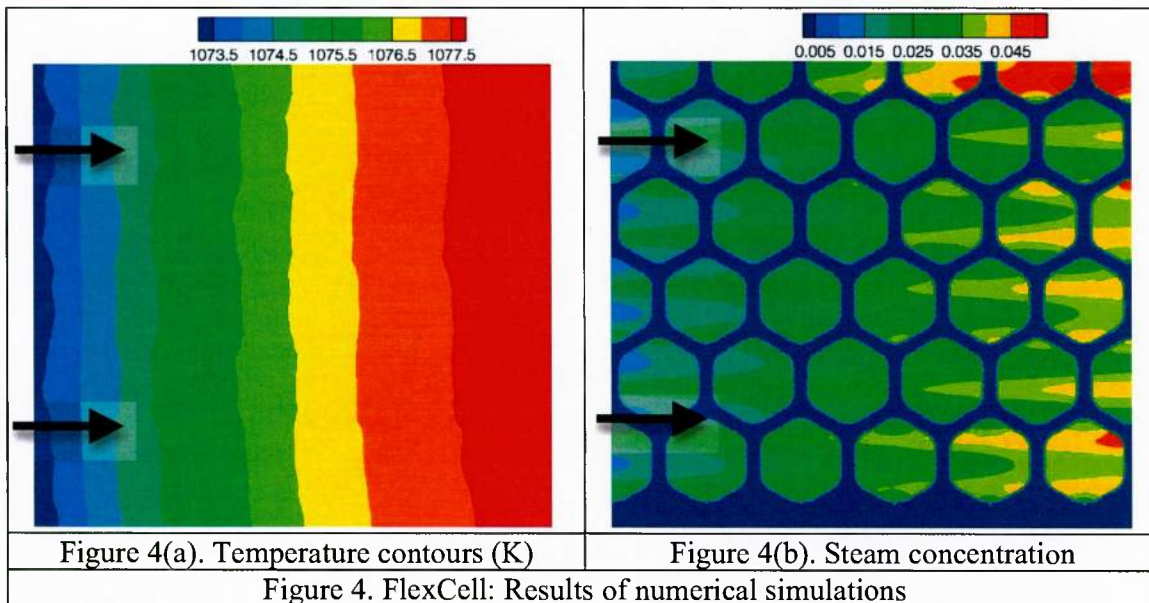 1073.5 1074.5 1075.5 1076.5 1077.5
0.005 0.015 0.025 0.035 0.045
Figure 4(a). Temperature contours (K)
Figure 4(b). Steam concentration
Figure 4. FlexCell: Results of numerical simulations